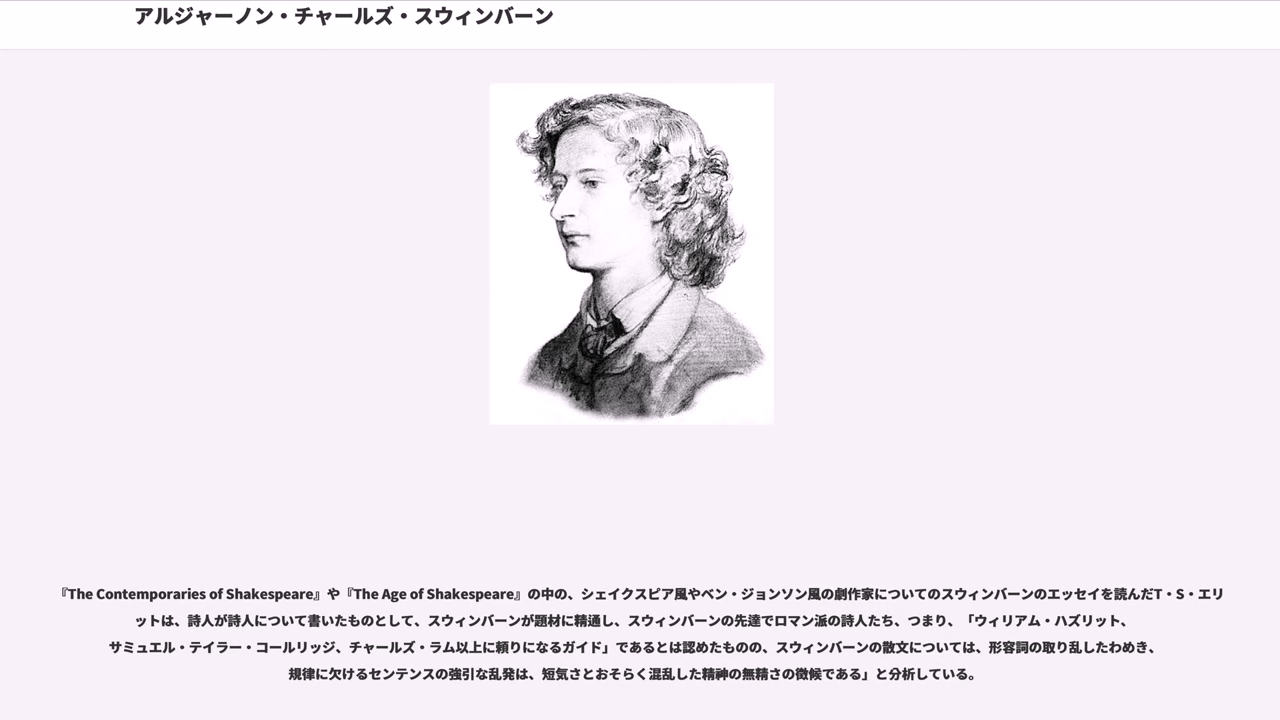 アルジャーノン・チャールズ・スウィンバーン
『The Contemporaries of Shakespeare』や『The Age of Shakespeare』の中の、シェイクスピア風やベン・ジョンソン風の劇作家についてのスウィンバーンのエッセイを読んだT・S・エリ
ットは、詩人が詩人について書いたものとして、スウィンバーンが題材に精通し、スウィンバーンの先達でロマン派の詩人たち、つまり、「ウィリアム・ハズリット、
サミュエル・テイラー・コールリッジ、チャールズ・ラム以上に頼りになるガイド」であるとは認めたものの、スウィンバーンの散文については、形容詞の取り乱したわめき、
規律に欠けるセンテンスの強引な乱発は、短気さとおそらく混乱した精神の無精さの徴候である」と分析している。